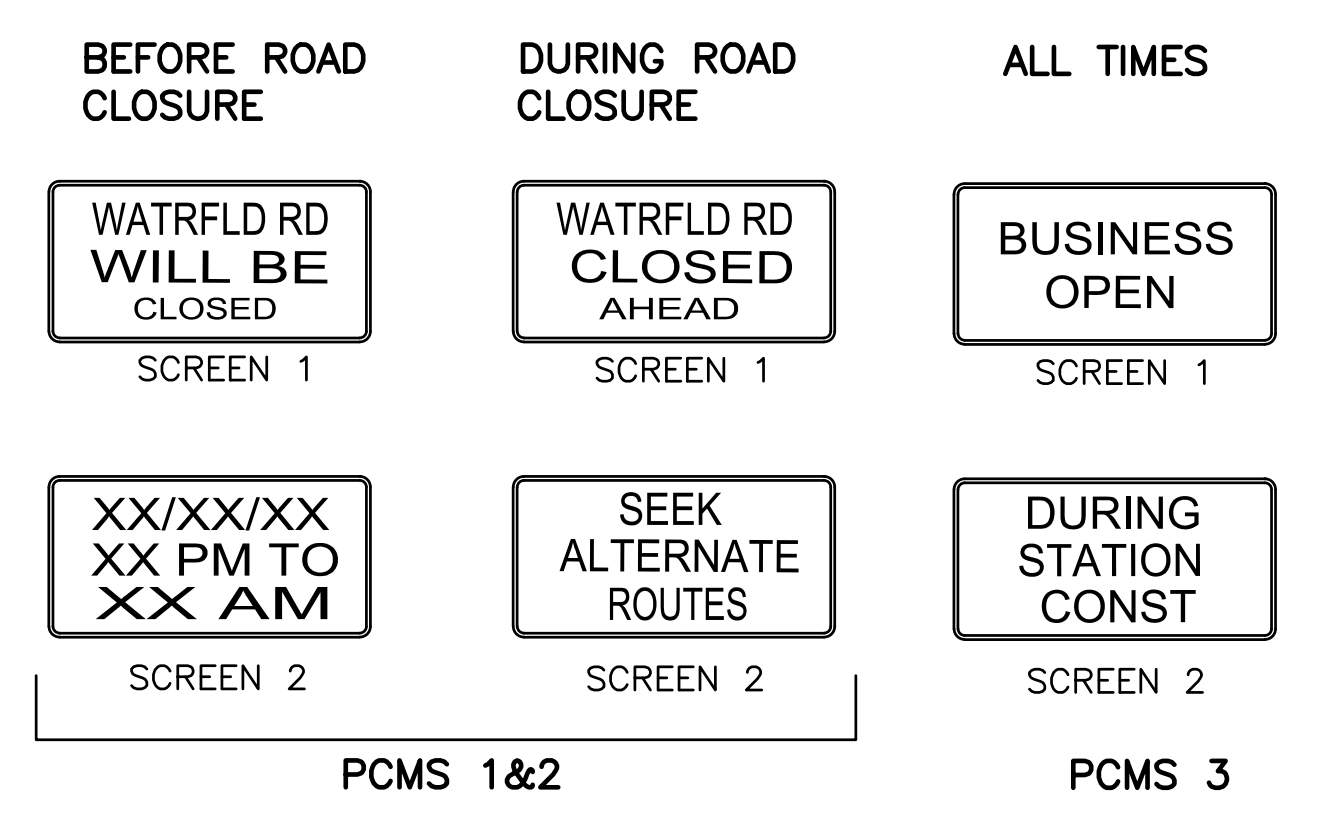 BEFORE ROAD
CLOSURE
DURING ROAD
CLOSURE
ALL TIMES
WATRFLD RD
WILL BE
CLOSED
SCREEN 1
WATRFLD RD
CLOSED
AHEAD
SCREEN 1
BUSINESS
OPEN
SCREEN 1
XX/XX/XX
XX PM TO
XX AM
SCREEN 2
SEEK
ALTERNATE
ROUTES
SCREEN 2
DURING
STATION
CONST
SCREEN 2
PCMS 1&2
PCMS 3